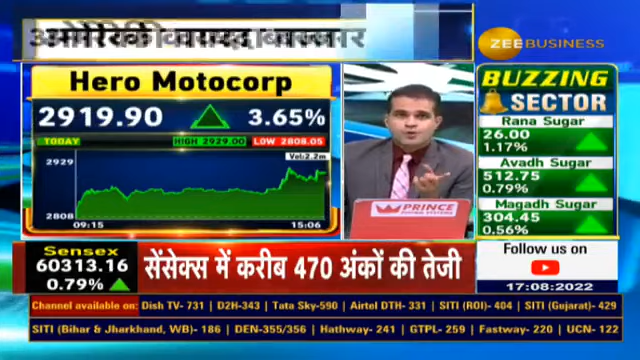 ZEE BUSINESS
Hero Motocorp
2919.90 3.65%
TODAY HIGH 2929.00 LOW 2808.05
Vol:2.2m
2929
2808
09:15 15:06
PRINCE
PIPING SYSTEMS
BUZZING
SECTOR
Rana Sugar
26.00
1.17%
Avadh Sugar
512.75
0.79%
Magadh Sugar
304.45
0.56%
Sensex
60313.16
0.79%
सेंसेक्स में करीब 470 अंकों की तेजी
Follow us on
17:08:2022
Channel available on: Dish TV- 731 | D2H-343 | Tata Sky-590 | Airtel DTH- 331 | SITI (ROI)- 404 | SITI (Gujarat)- 429
SITI (Bihar & Jharkhand, WB)- 186 | DEN-355/356 | Hathway- 241 | GTPL- 259 | Fastway- 220 | UCN- 122